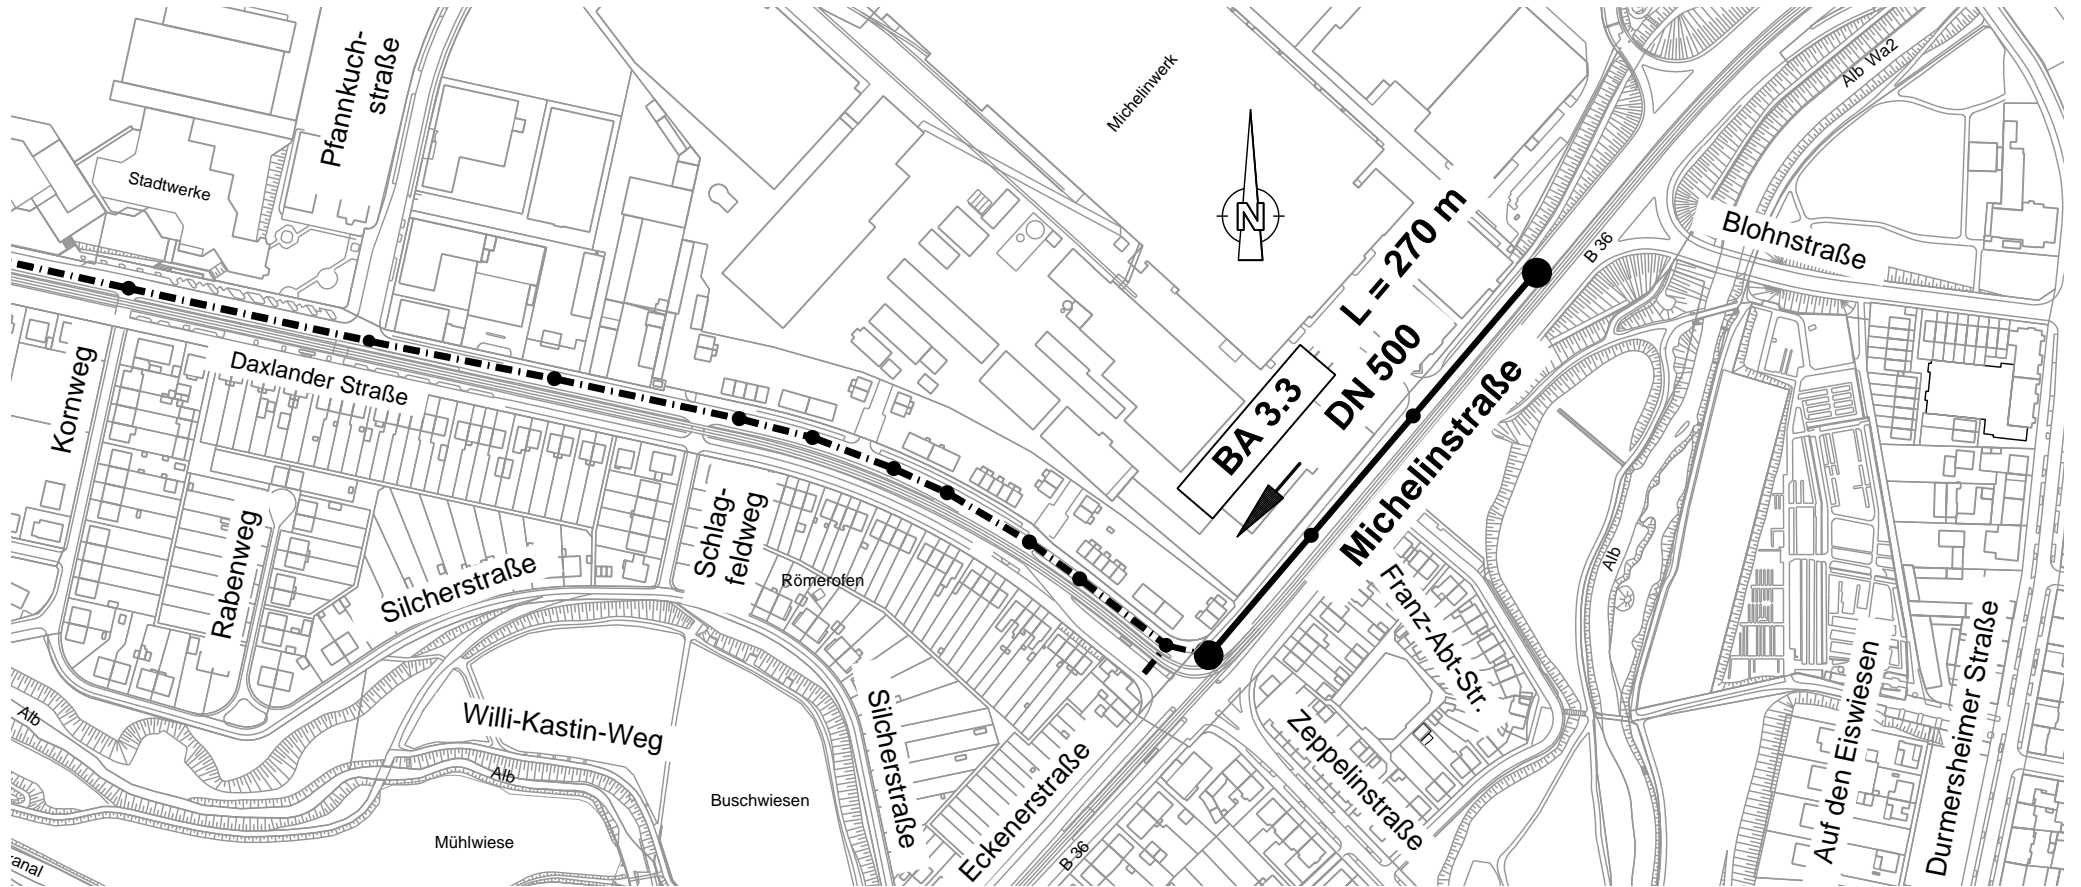 Pfannkuch-
straße
Stadtwerke
Michelinwerk
N
Alb Wa2
B 36
Blohnstraße
L = 270 m
DN 500
BA 3.3
Michelinstraße
Kornweg
Daxlander Straße
Rabenweg
Silcherstraße
Schlag-
feldweg
Römerofen
Franz-Abt-Str.
Alb
Zeppelinstraße
Auf den Eiswiesen
Durmersheimer Straße
Alb
Willi-Kastin-Weg
Alb
Silcherstraße
Buschwiesen
Mühlwiese
Eckenerstraße
B 36
anal